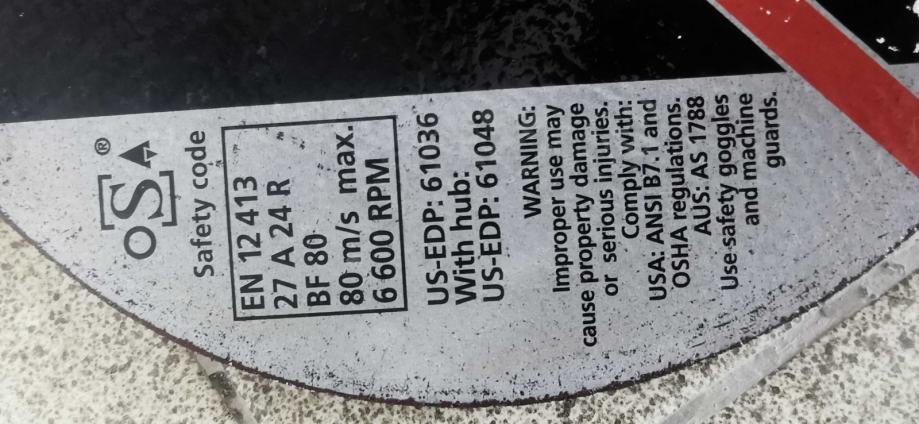 oSA®
Safety code
EN 12 413
27 A 24 R
BF 80
80 m/s max.
6 600 RPM
US-EDP: 61036
With hub:
US-EDP: 61048
WARNING:
Improper use may
cause property damage
or serious injuries.
Comply with:
USA: ANSI B7.1 and
OSHA regulations.
AUS: AS 1788
Use safety goggles
and machine
guards.